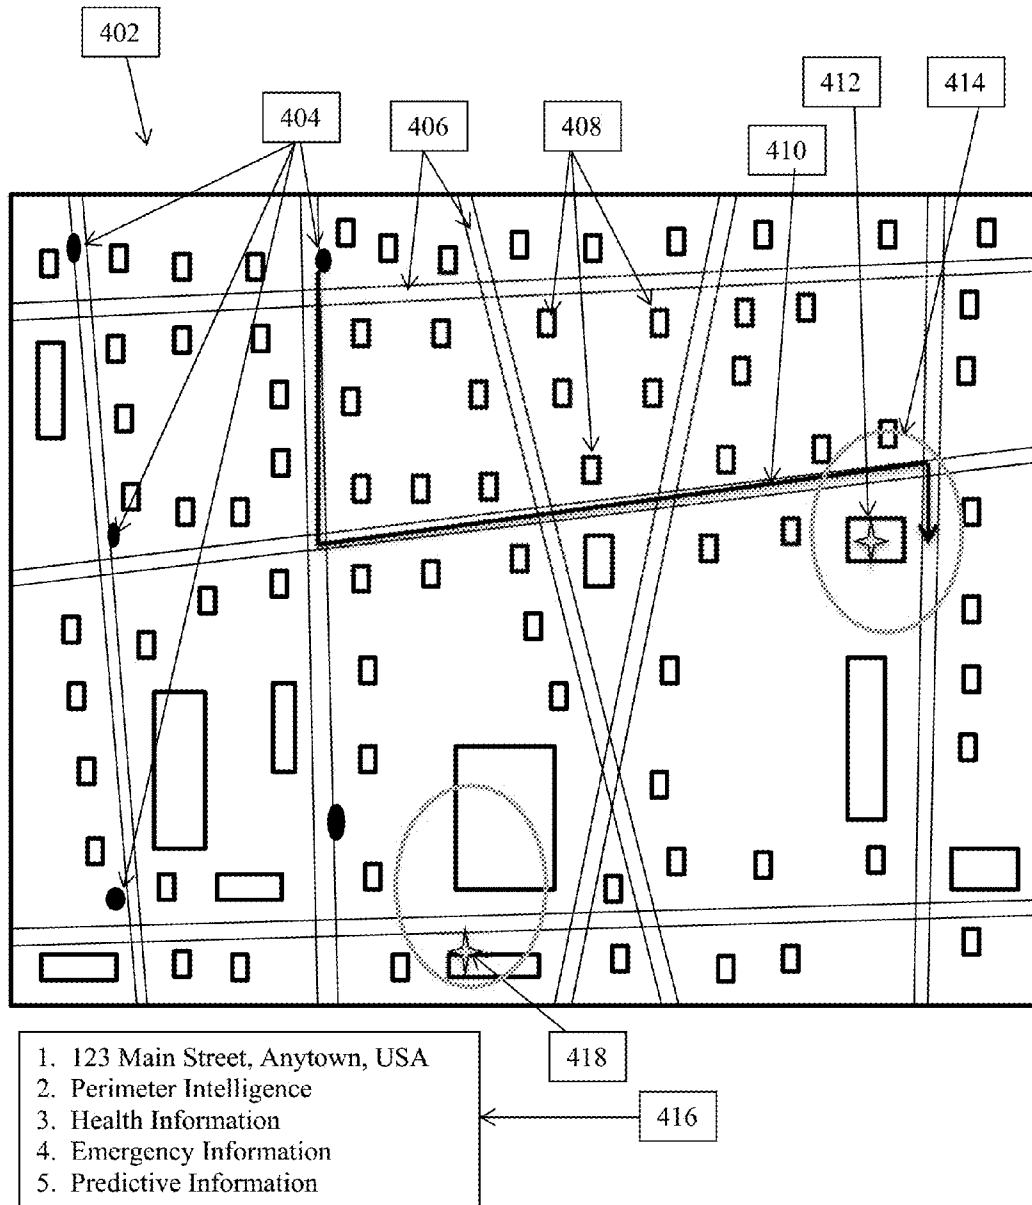 402
404
406
408
410
412
414
418
416
1. 123 Main Street, Anytown, USA
2. Perimeter Intelligence
3. Health Information
4. Emergency Information
5. Predictive Information